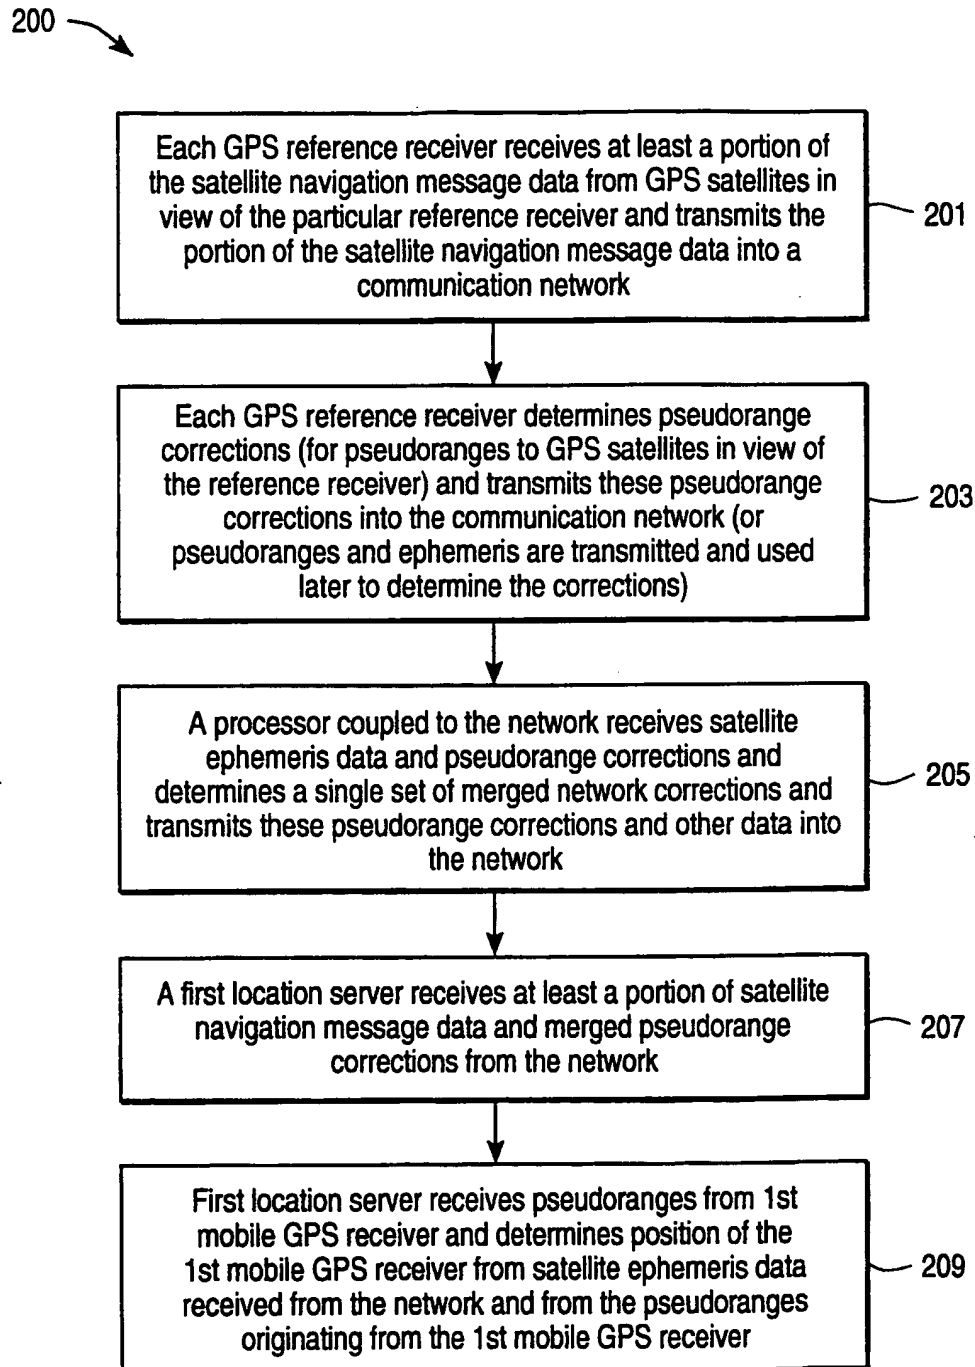 200
Each GPS reference receiver receives at least a portion of
the satellite navigation message data from GPS satellites in
view of the particular reference receiver and transmits the
portion of the satellite navigation message data into a
communication network
201
Each GPS reference receiver determines pseudorange
corrections (for pseudoranges to GPS satellites in view of
the reference receiver) and transmits these pseudorange
corrections into the communication network (or
pseudoranges and ephemeris are transmitted and used
later to determine the corrections)
203
A processor coupled to the network receives satellite
ephemeris data and pseudorange corrections and
determines a single set of merged network corrections and
transmits these pseudorange corrections and other data into
the network
205
A first location server receives at least a portion of satellite
navigation message data and merged pseudorange
corrections from the network
207
First location server receives pseudoranges from 1st
mobile GPS receiver and determines position of the
1st mobile GPS receiver from satellite ephemeris data
received from the network and from the pseudoranges
originating from the 1st mobile GPS receiver
209